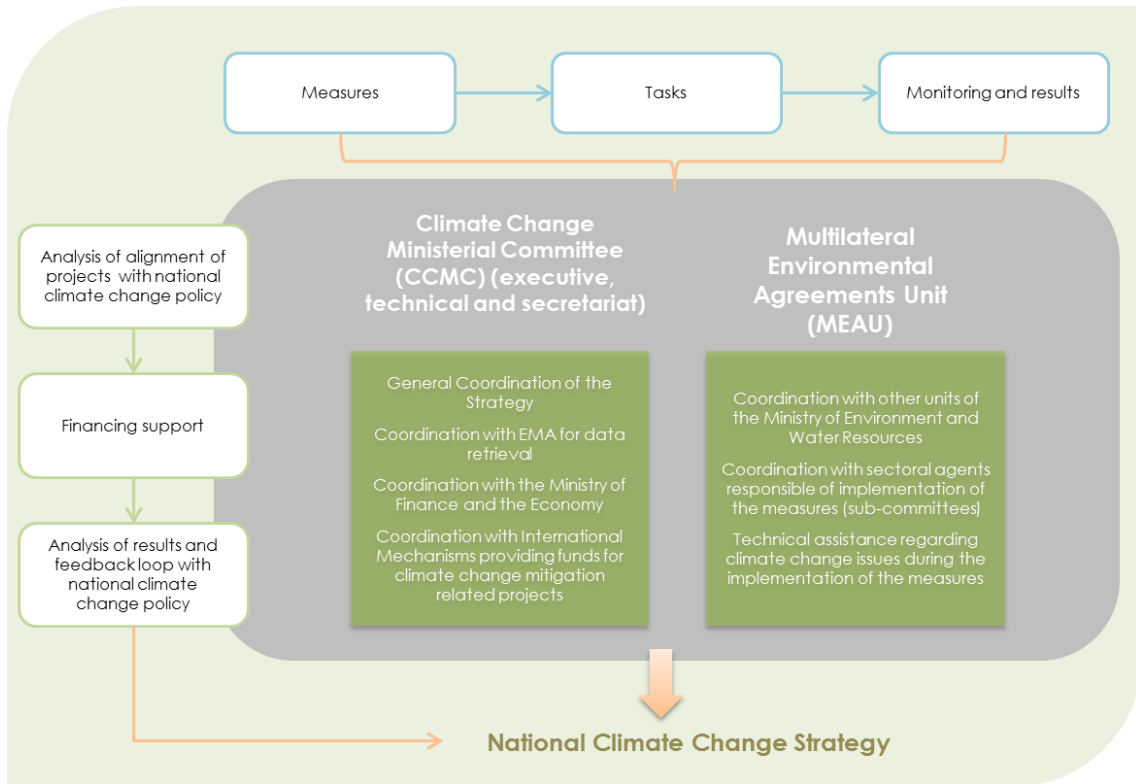 Measures
Tasks
Monitoring and results
Analysis of alignment of
projects with national
climate change policy
Financing support
Analysis of results and
feedback loop with
national climate
change policy
Climate Change
Ministerial Committee
(CCMC) (executive,
technical and secretariat)
General Coordination of the
Strategy
Coordination with EMA for data
retrieval
Coordination with the Ministry of
Finance and the Economy
Coordination with International
Mechanisms providing funds for
climate change mitigation
related projects
Multilateral
Environmental
Agreements Unit
(MEAU)
Coordination with other units of
the Ministry of Environment and
Water Resources
Coordination with sectoral agents
responsible of implementation of
the measures (sub-committees)
Technical assistance regarding
climate change issues during the
implementation of the measures
National Climate Change Strategy